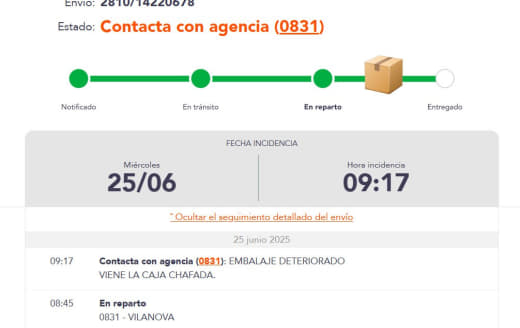 Envío: 2810/14220678
Estado: Contacta con agencia (0831)
Notificado
En tránsito
En reparto
Entregado
FECHA INCIDENCIA
Miércoles
25/06
Hora incidencia
09:17
ˆ Ocultar el seguimiento detallado del envío
25 junio 2025
09:17 Contacta con agencia (0831): EMBALAJE DETERIORADO
VIENE LA CAJA CHAFADA.
08:45 En reparto
0831 - VILANOVA